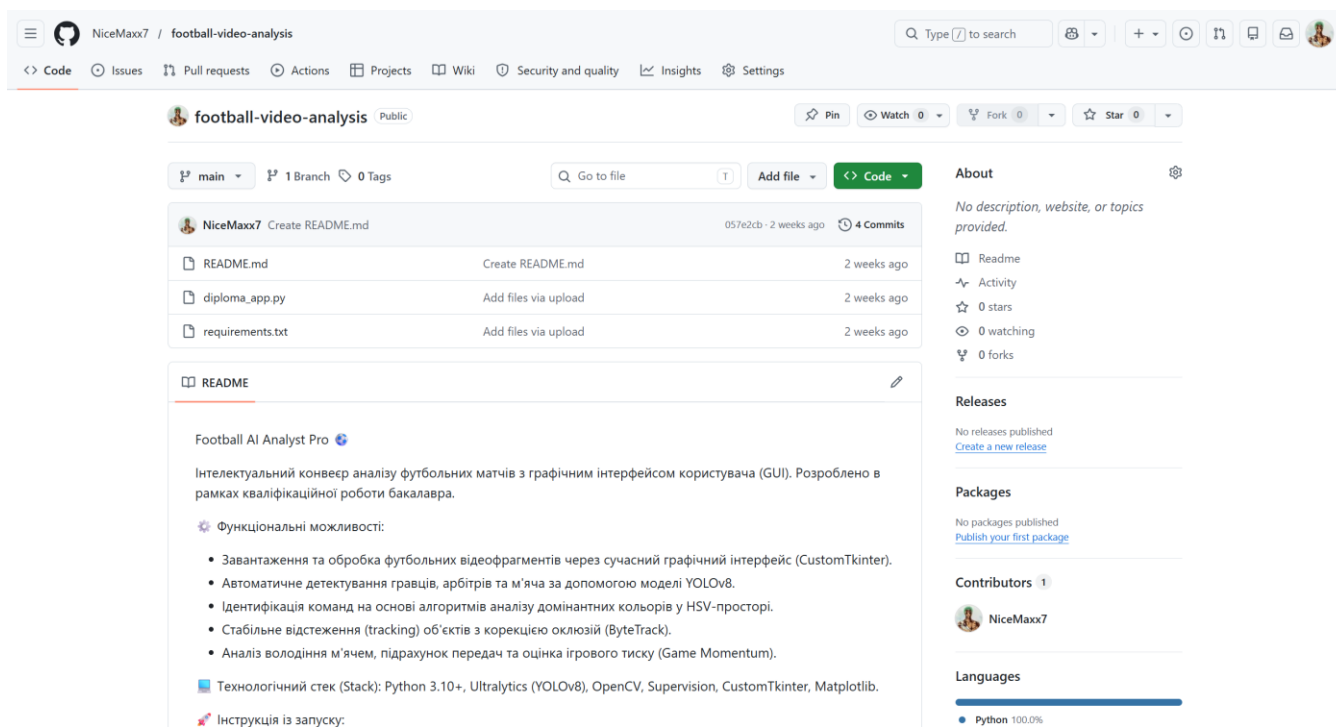 NiceMaxx7 / football-video-analysis
Type / to search
Code Issues Pull requests Actions Projects Wiki Security and quality Insights Settings
football-video-analysis Public
Pin Watch 0 Fork 0 Star 0
main 1 Branch 0 Tags
Go to file T Add file Code
NiceMaxx7 Create README.md 057e2cb · 2 weeks ago 4 Commits
README.md Create README.md 2 weeks ago
diploma_app.py Add files via upload 2 weeks ago
requirements.txt Add files via upload 2 weeks ago
README
Football AI Analyst Pro
Інтелектуальний конвеєр аналізу футбольних матчів з графічним інтерфейсом користувача (GUI). Розроблено в
рамках кваліфікаційної роботи бакалавра.
Функціональні можливості:
• Завантаження та обробка футбольних відеофрагментів через сучасний графічний інтерфейс (CustomTkinter).
• Автоматичне детектування гравців, арбітрів та м'яча за допомогою моделі YOLOv8.
• Ідентифікація команд на основі алгоритмів аналізу домінантних кольорів у HSV-просторі.
• Стабільне відстеження (tracking) об'єктів з корекцією оклюзій (ByteTrack).
• Аналіз володіння м'ячем, підрахунок передач та оцінка ігрового тиску (Game Momentum).
Технологічний стек (Stack): Python 3.10+, Ultralytics (YOLOv8), OpenCV, Supervision, CustomTkinter, Matplotlib.
Інструкція із запуску:
About
No description, website, or topics
provided.
Readme
Activity
0 stars
0 watching
0 forks
Releases
No releases published
Create a new release
Packages
No packages published
Publish your first package
Contributors 1
NiceMaxx7
Languages
Python 100.0%